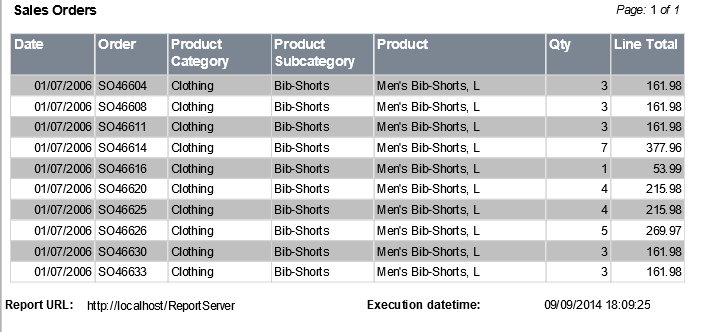 Sales Orders Page: 1 of 1
Date Order Product Category Product Subcategory Product Qty Line Total
01/07/2006 SO46604 Clothing Bib-Shorts Men's Bib-Shorts, L 3 161.98
01/07/2006 SO46608 Clothing Bib-Shorts Men's Bib-Shorts, L 3 161.98
01/07/2006 SO46611 Clothing Bib-Shorts Men's Bib-Shorts, L 3 161.98
01/07/2006 SO46614 Clothing Bib-Shorts Men's Bib-Shorts, L 7 377.96
01/07/2006 SO46616 Clothing Bib-Shorts Men's Bib-Shorts, L 1 53.99
01/07/2006 SO46620 Clothing Bib-Shorts Men's Bib-Shorts, L 4 215.98
01/07/2006 SO46625 Clothing Bib-Shorts Men's Bib-Shorts, L 4 215.98
01/07/2006 SO46626 Clothing Bib-Shorts Men's Bib-Shorts, L 5 269.97
01/07/2006 SO46630 Clothing Bib-Shorts Men's Bib-Shorts, L 3 161.98
01/07/2006 SO46633 Clothing Bib-Shorts Men's Bib-Shorts, L 3 161.98
Report URL: http://localhost/ReportServer Execution datetime: 09/09/2014 18:09:25